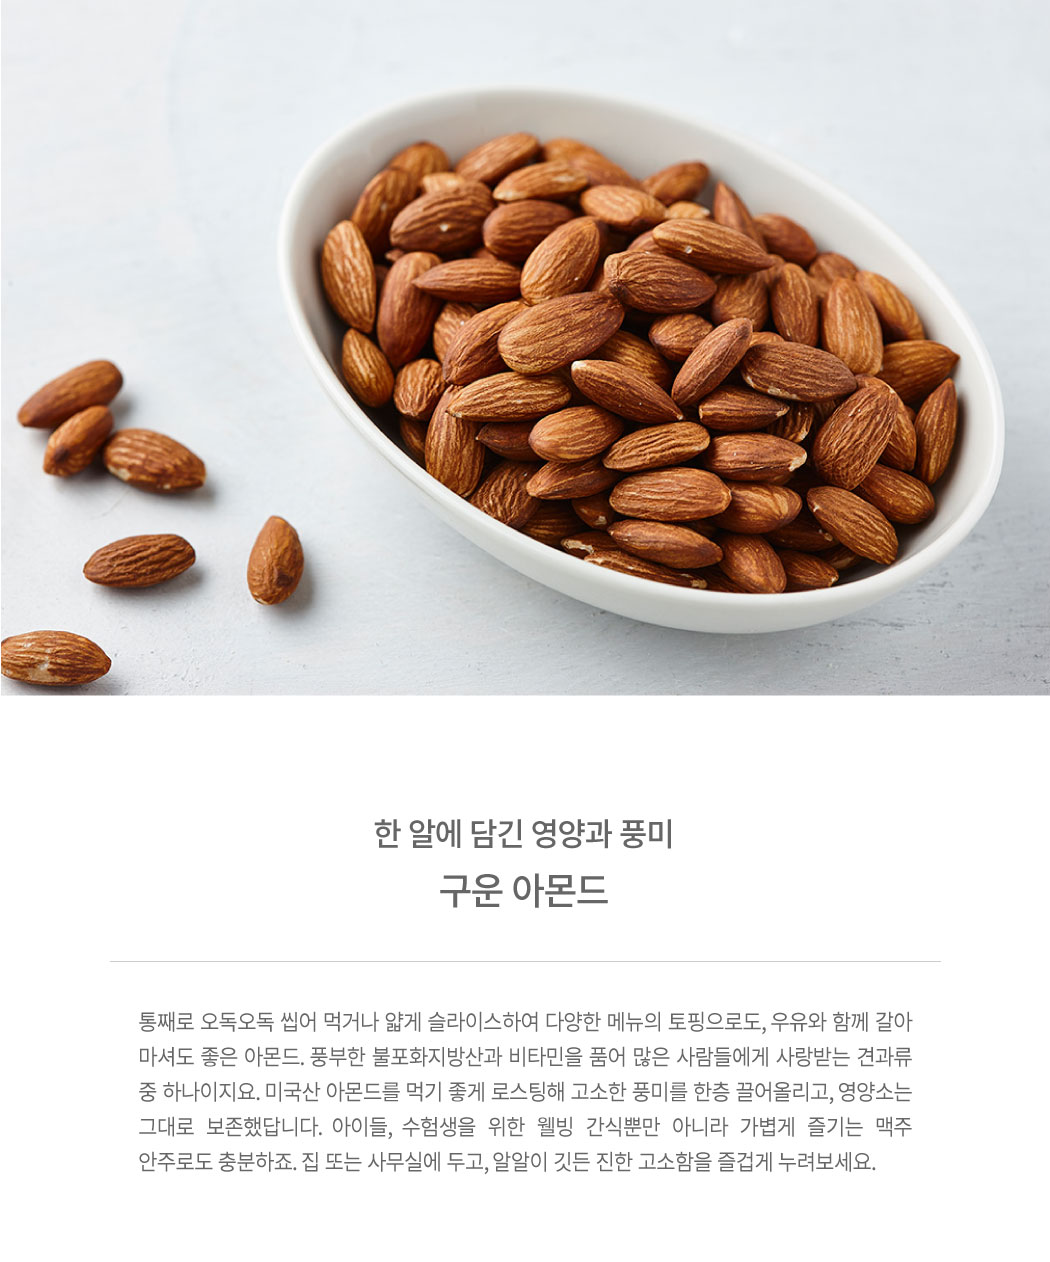 한 알에 담긴 영양과 풍미
구운 아몬드
통째로 오독오독 씹어 먹거나 얇게 슬라이스하여 다양한 메뉴의 토핑으로도, 우유와 함께 갈아
마셔도 좋은 아몬드. 풍부한 불포화지방산과 비타민을 품어 많은 사람들에게 사랑받는 견과류
중 하나이지요. 미국산 아몬드를 먹기 좋게 로스팅해 고소한 풍미를 한층 끌어올리고, 영양소는
그대로 보존했답니다. 아이들, 수험생을 위한 웰빙 간식뿐만 아니라 가볍게 즐기는 맥주
안주로도 충분하죠. 집 또는 사무실에 두고, 알알이 깃든 진한 고소함을 즐겁게 누려보세요.